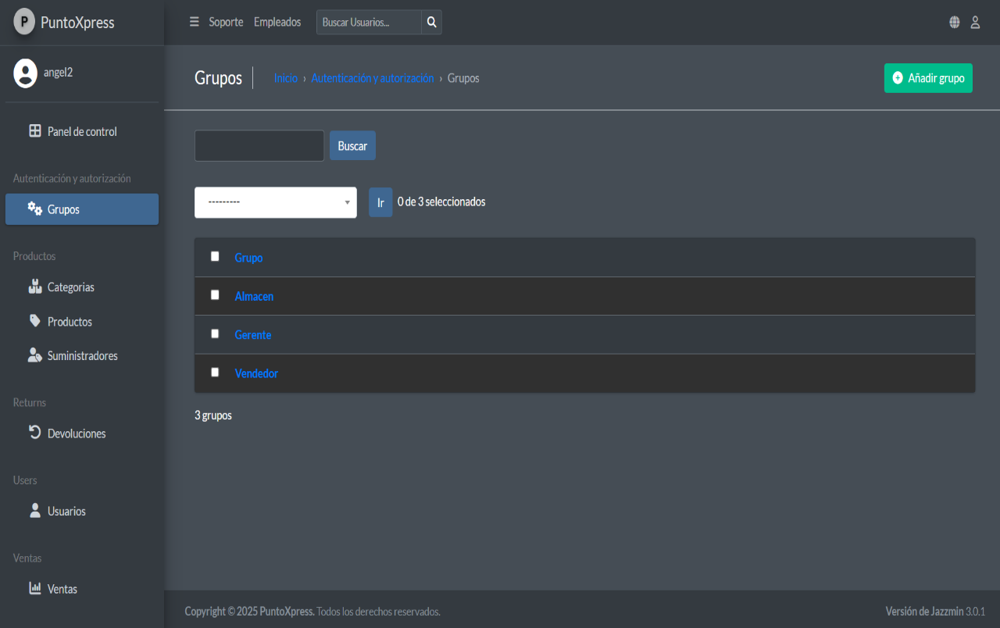 P PuntoXpress
Soporte Empleados Buscar Usuarios...
angel2
Grupos Inicio › Autenticación y autorización › Grupos
Añadir grupo
Panel de control
Autenticación y autorización
Grupos
Productos
Categorias
Productos
Suministradores
Returns
Devoluciones
Users
Usuarios
Ventas
Ventas
Buscar
--------- Ir 0 de 3 seleccionados
Grupo
Almacen
Gerente
Vendedor
3 grupos
Copyright © 2025 PuntoXpress. Todos los derechos reservados.
Versión de Jazzmin 3.0.1